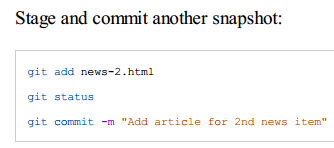 Stage and commit another snapshot:
git add news-2.html
git status
git commit -m "Add article for 2nd news item"